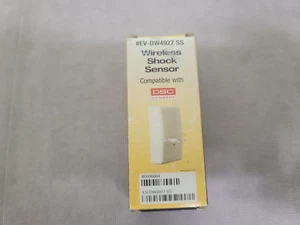 #EV-DW4927 SS
Wireless
Shock
Sensor
Compatible with
DSC
EV-DW4927 SS